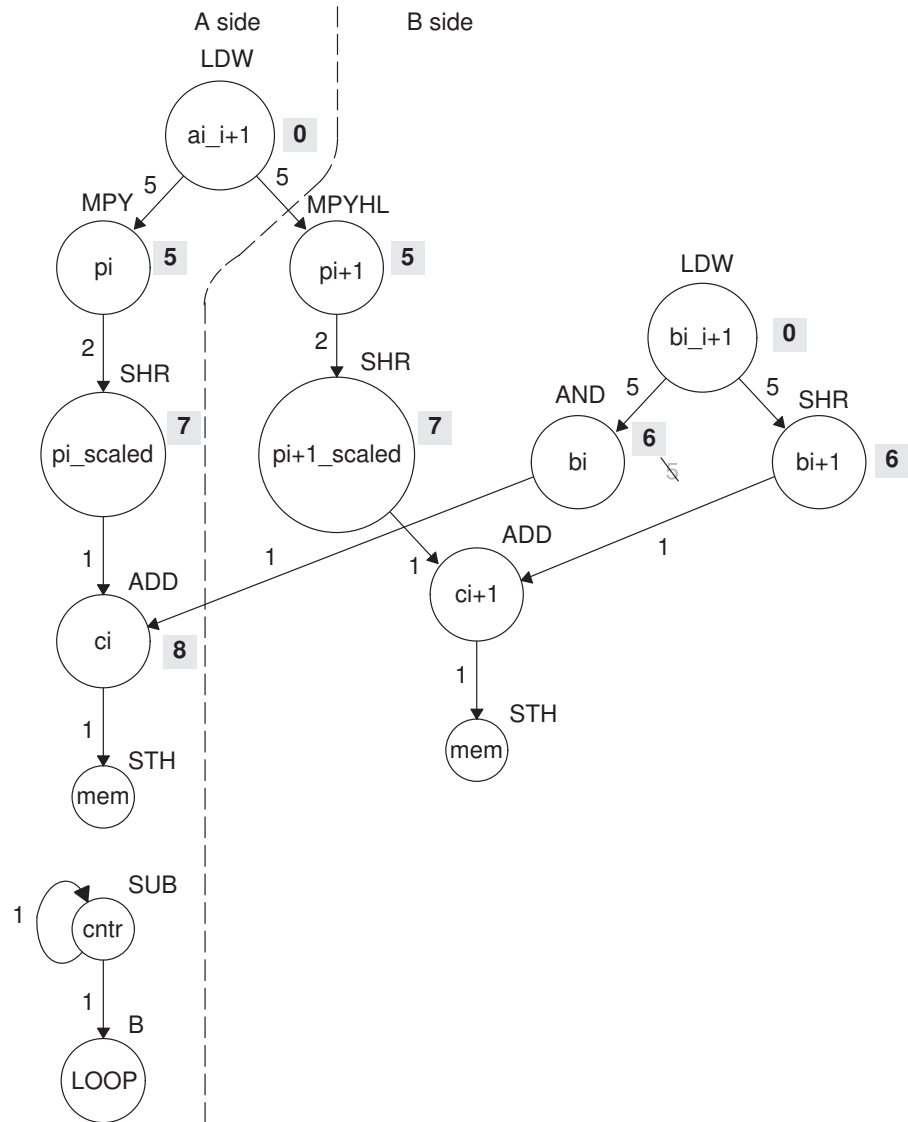 A side B side
LDW
ai_i+1 0
5 5
MPY MPYHL
pi 5 pi+1 5
LDW
bi_i+1 0
2 2
SHR SHR
5 5
AND SHR
pi_scaled 7 pi+1_scaled 7
bi 6 bi+1 6
5
1 1 1 1
ADD ADD
ci 8 ci+1
1 1
STH STH
mem mem
SUB
1 cntr
1
B
LOOP